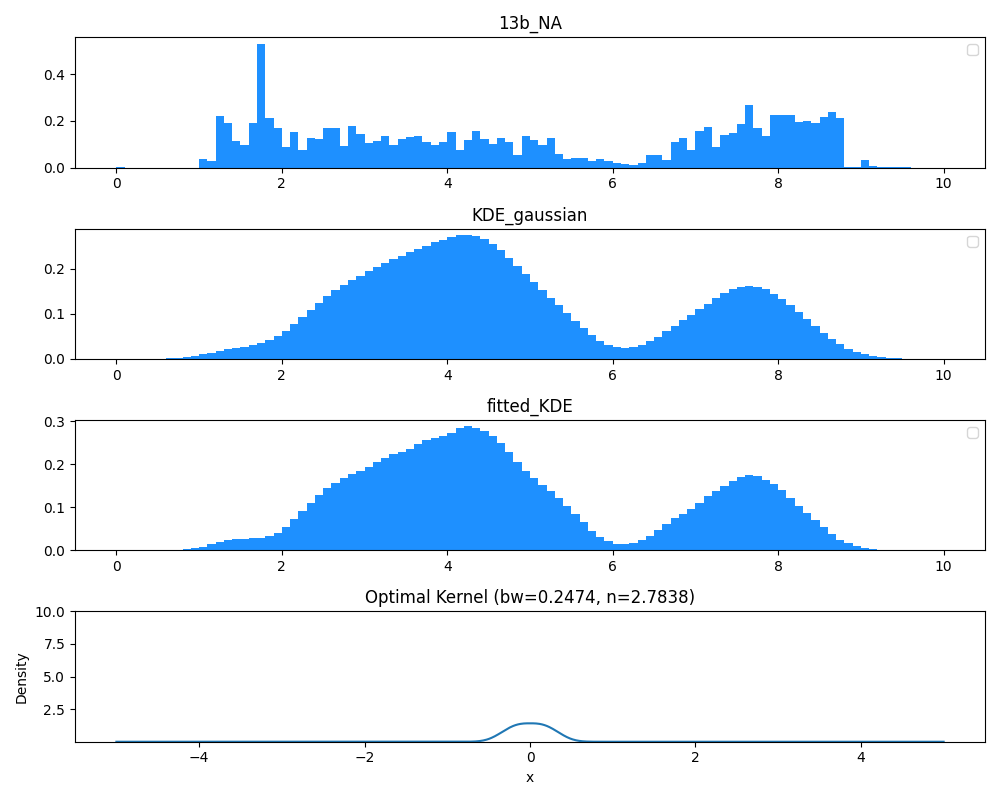 13b_NA
0.4
0.2
0.0
0 2 4 6 8 10
KDE_gaussian
0.2
0.1
0.0
0 2 4 6 8 10
fitted_KDE
0.3
0.2
0.1
0.0
0 2 4 6 8 10
Optimal Kernel (bw=0.2474, n=2.7838)
10.0
7.5
5.0
2.5
Density
−4 −2 0 2 4
x